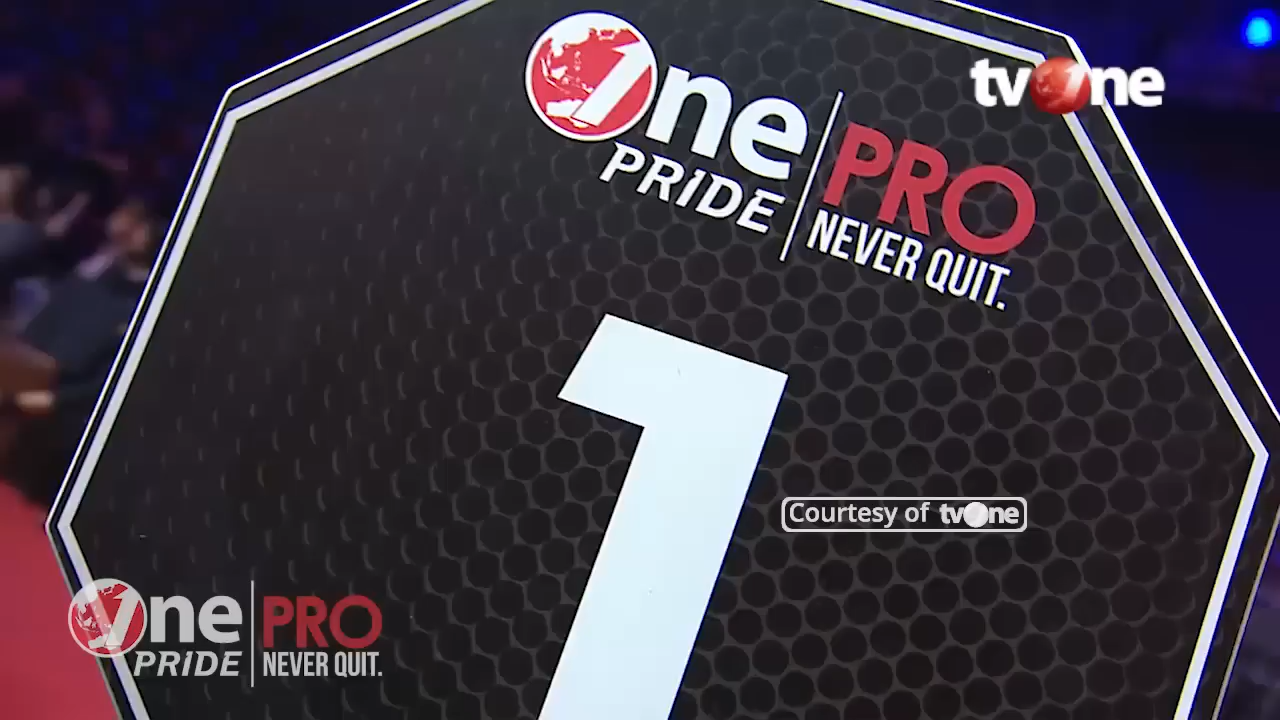 One
PRIDE
PRO
NEVER QUIT.
tvOne
1
Courtesy of tvOne
One
PRIDE
PRO
NEVER QUIT.